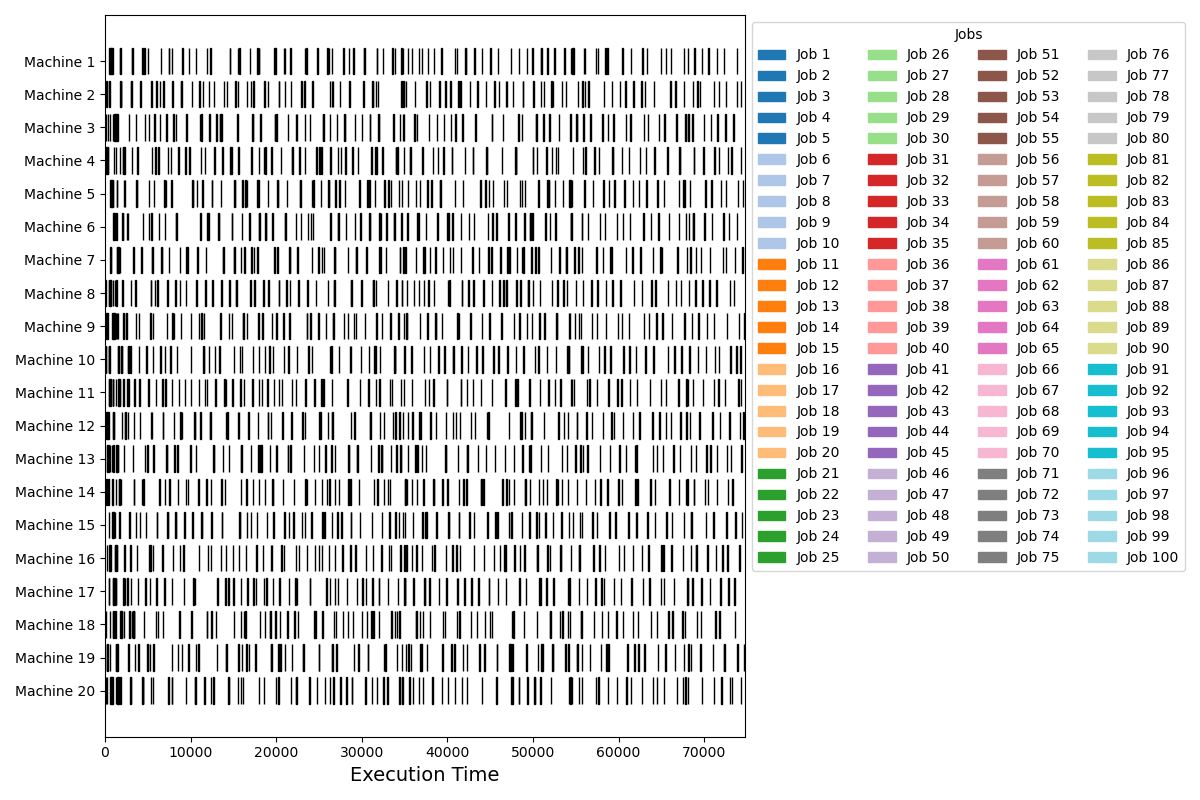 Machine 1
Machine 2
Machine 3
Machine 4
Machine 5
Machine 6
Machine 7
Machine 8
Machine 9
Machine 10
Machine 11
Machine 12
Machine 13
Machine 14
Machine 15
Machine 16
Machine 17
Machine 18
Machine 19
Machine 20
0 10000 20000 30000 40000 50000 60000 70000
Execution Time
Jobs
Job 1 Job 26 Job 51 Job 76
Job 2 Job 27 Job 52 Job 77
Job 3 Job 28 Job 53 Job 78
Job 4 Job 29 Job 54 Job 79
Job 5 Job 30 Job 55 Job 80
Job 6 Job 31 Job 56 Job 81
Job 7 Job 32 Job 57 Job 82
Job 8 Job 33 Job 58 Job 83
Job 9 Job 34 Job 59 Job 84
Job 10 Job 35 Job 60 Job 85
Job 11 Job 36 Job 61 Job 86
Job 12 Job 37 Job 62 Job 87
Job 13 Job 38 Job 63 Job 88
Job 14 Job 39 Job 64 Job 89
Job 15 Job 40 Job 65 Job 90
Job 16 Job 41 Job 66 Job 91
Job 17 Job 42 Job 67 Job 92
Job 18 Job 43 Job 68 Job 93
Job 19 Job 44 Job 69 Job 94
Job 20 Job 45 Job 70 Job 95
Job 21 Job 46 Job 71 Job 96
Job 22 Job 47 Job 72 Job 97
Job 23 Job 48 Job 73 Job 98
Job 24 Job 49 Job 74 Job 99
Job 25 Job 50 Job 75 Job 100